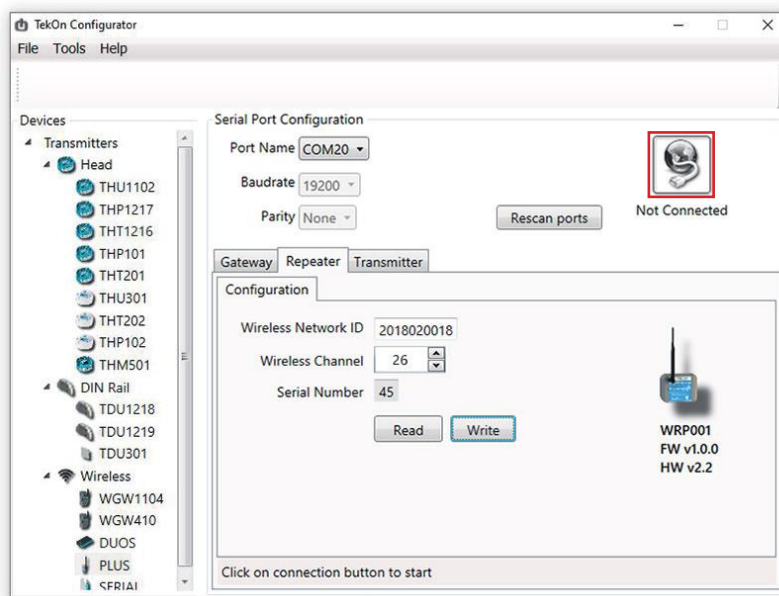 TekOn Configurator
File Tools Help
Devices
Transmitters
Head
THU1102
THP1217
THT1216
THP101
THT201
THU301
THT202
THP102
THM501
DIN Rail
TDU1218
TDU1219
TDU301
Wireless
WGW1104
WGW410
DUOS
PLUS
SERIAL
Serial Port Configuration
Port Name COM20
Baudrate 19200
Parity None
Rescan ports
Not Connected
Gateway Repeater Transmitter
Configuration
Wireless Network ID 2018020018
Wireless Channel 26
Serial Number 45
Read Write
WRP001
FW v1.0.0
HW v2.2
Click on connection button to start